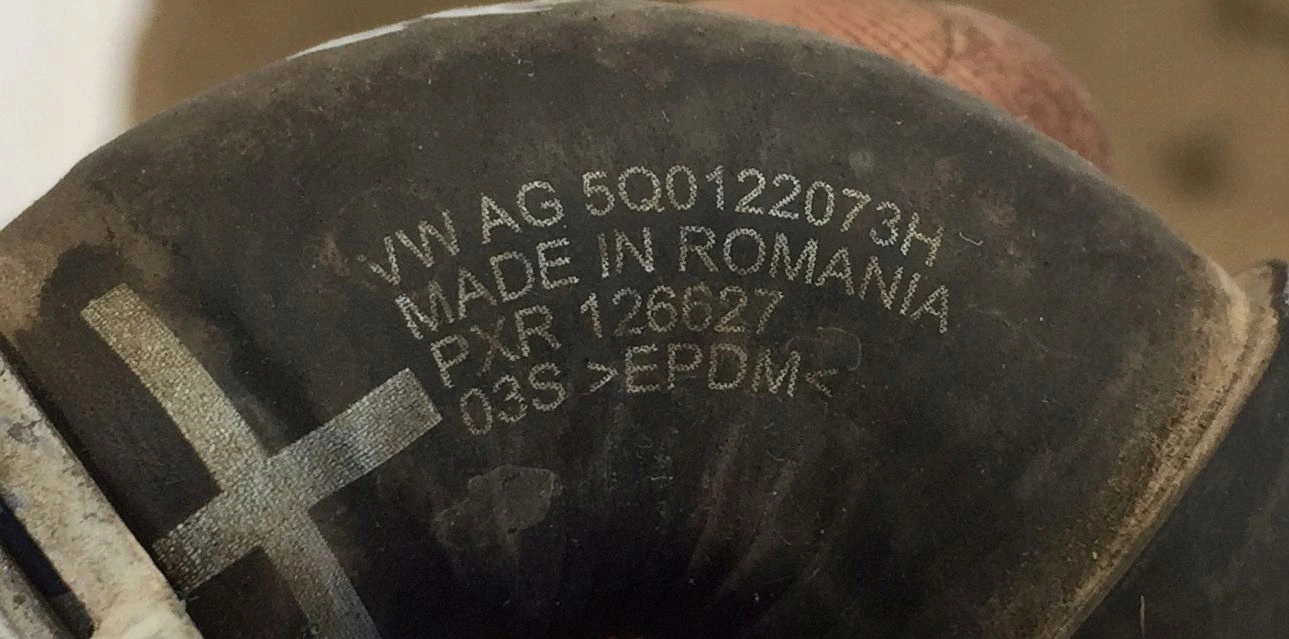 VW AG 5Q0122073H
MADE IN ROMANIA
PXR 126627
03S >EPDM<